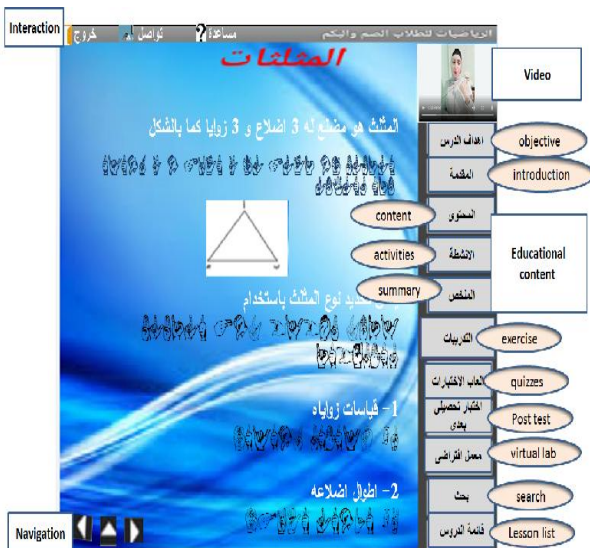 Interaction
خروج
تواصل
مساعدة
الرياضيات للطلاب الصم والبكم
المثلثات
Video
المثلث هو مضلع له 3 اضلاع و 3 زوايا كما بالشكل
اهداف الدرس
objective
المقدمة
introduction
content
المحتوى
activities
الانشطة
summary
الملخص
Educational
content
تحديد نوع المثلث باستخدام
التدريبات
exercise
العاب الاختبارات
quizzes
1- قياسات زواياه
اختبار تحصيلى
بعدى
Post test
معمل افتراضى
virtual lab
2- اطوال اضلاعه
بحث
search
Navigation
قائمة الدروس
Lesson list